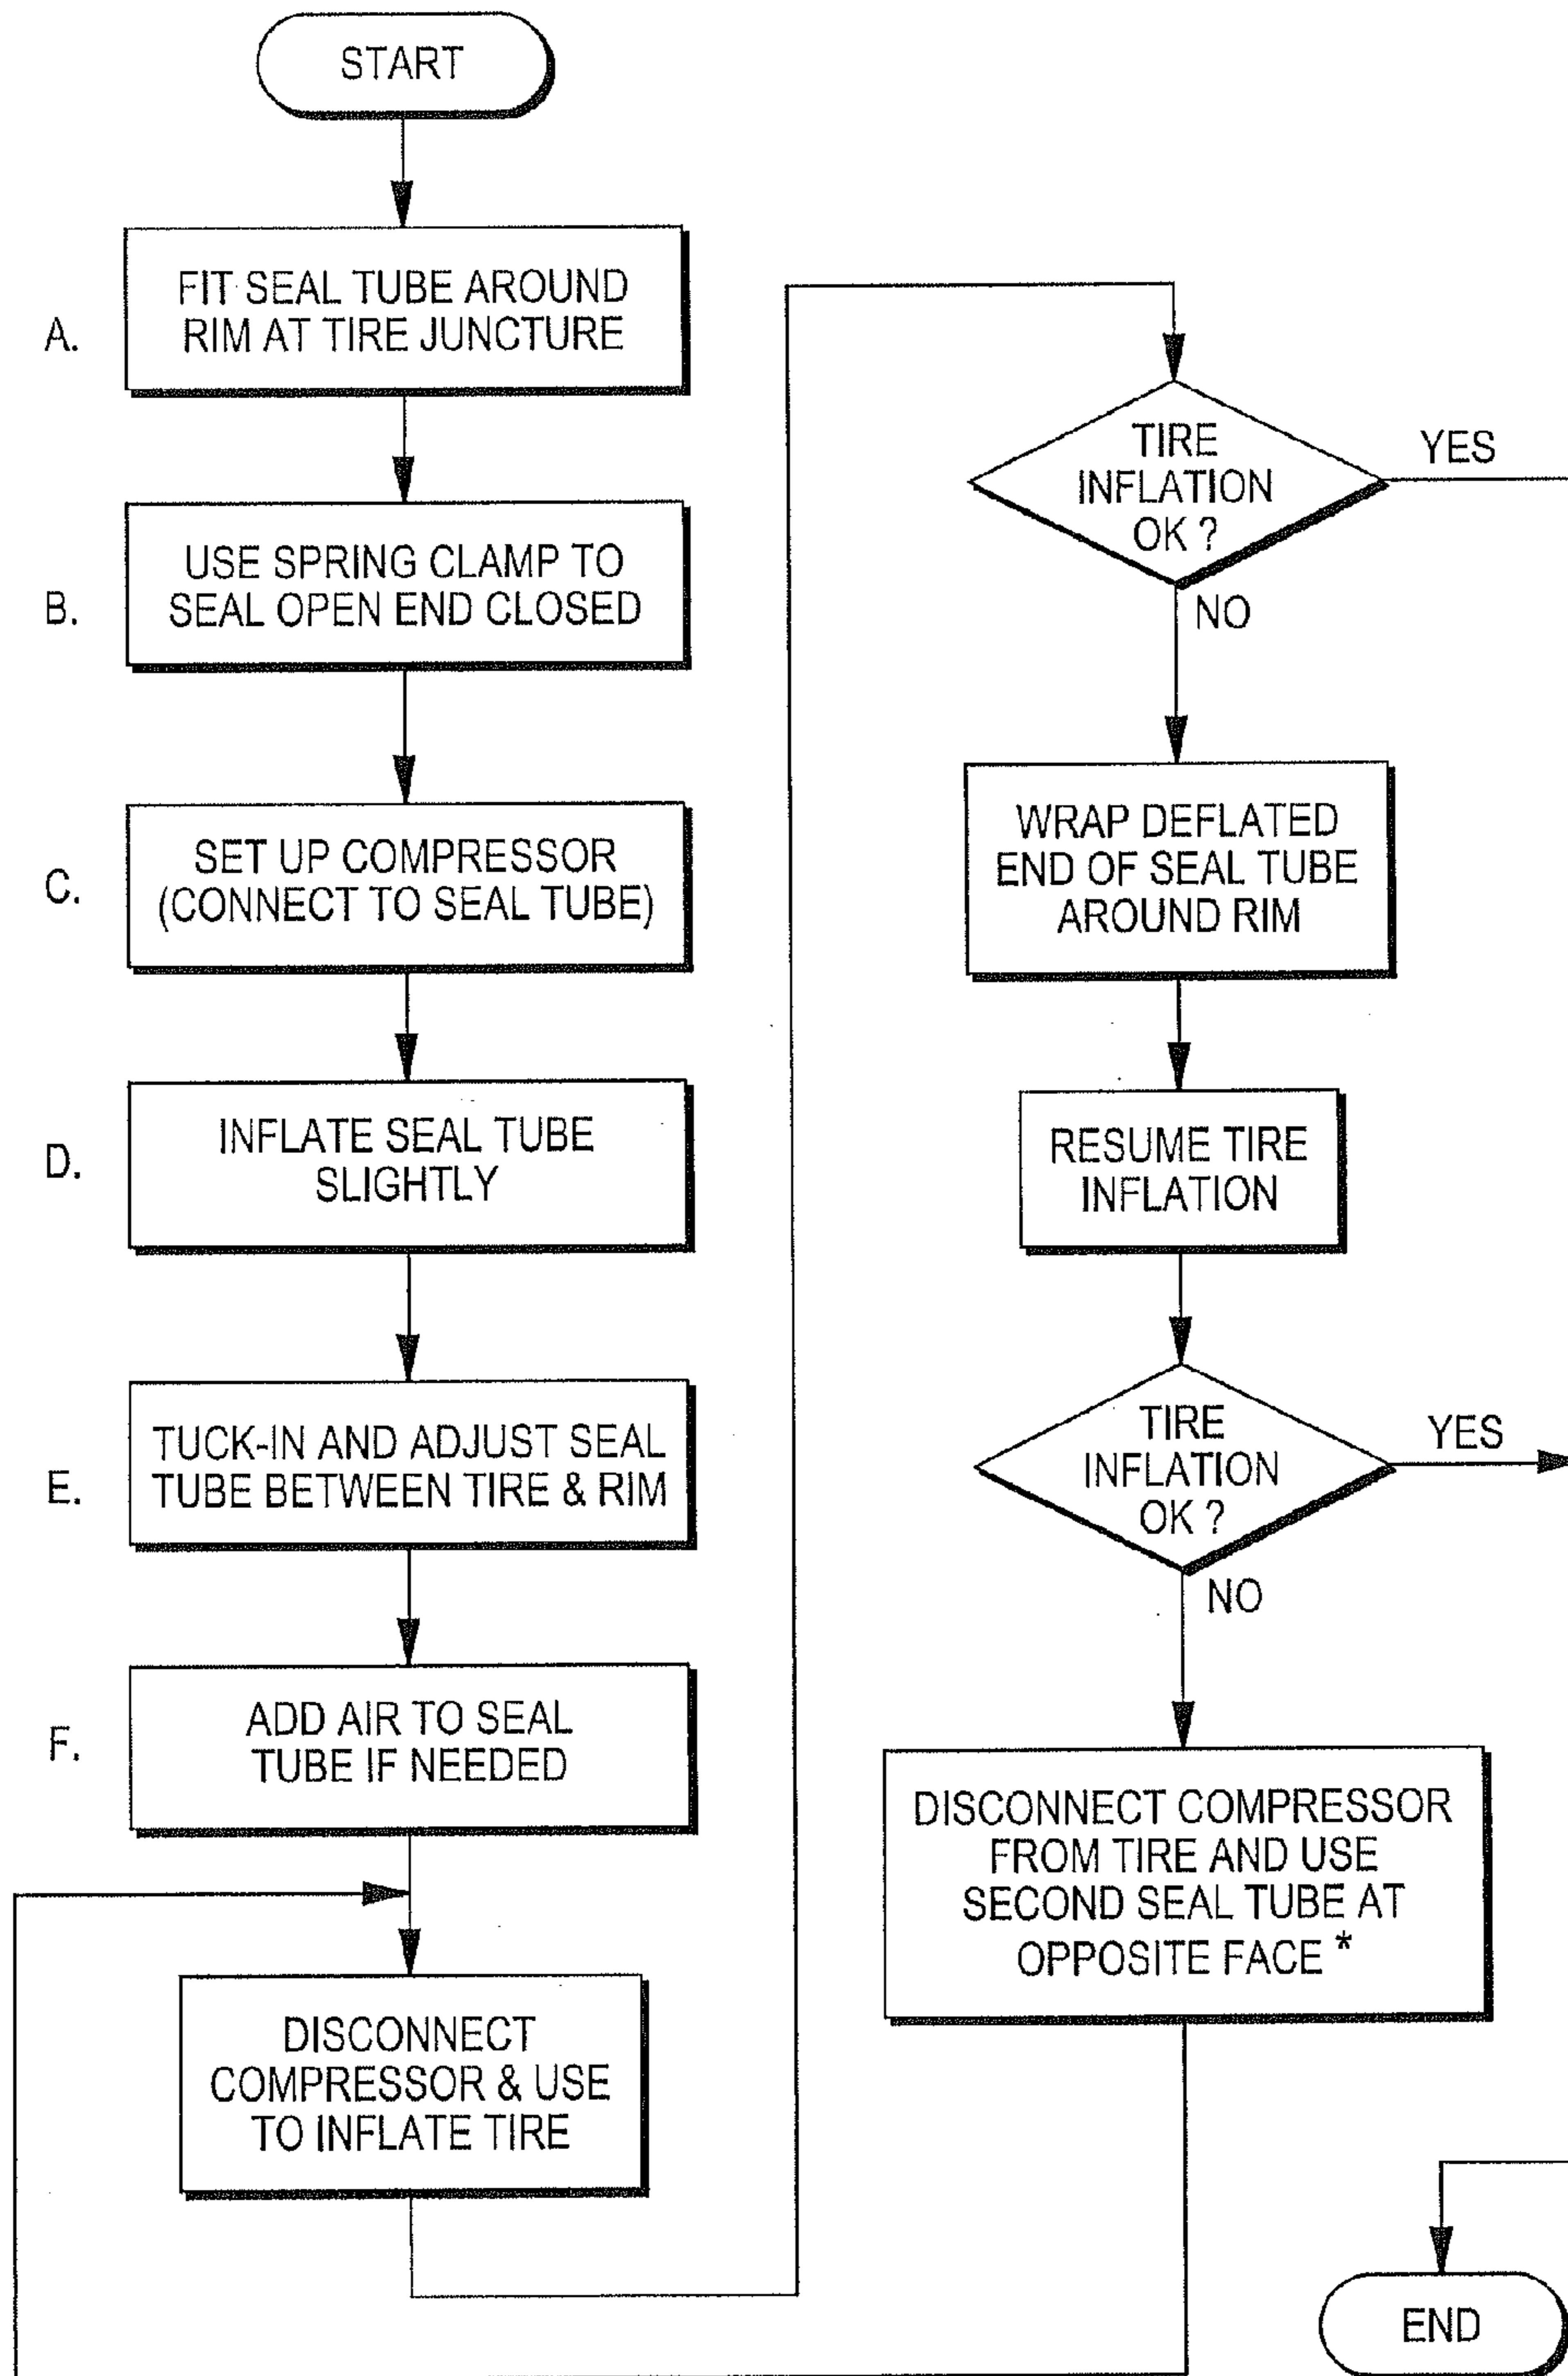 START
A.
FIT SEAL TUBE AROUND
RIM AT TIRE JUNCTURE
B.
USE SPRING CLAMP TO
SEAL OPEN END CLOSED
C.
SET UP COMPRESSOR
(CONNECT TO SEAL TUBE)
D.
INFLATE SEAL TUBE
SLIGHTLY
E.
TUCK-IN AND ADJUST SEAL
TUBE BETWEEN TIRE & RIM
F.
ADD AIR TO SEAL
TUBE IF NEEDED
DISCONNECT
COMPRESSOR & USE
TO INFLATE TIRE
TIRE
INFLATION
OK ?
YES
NO
WRAP DEFLATED
END OF SEAL TUBE
AROUND RIM
RESUME TIRE
INFLATION
TIRE
INFLATION
OK ?
YES
NO
DISCONNECT COMPRESSOR
FROM TIRE AND USE
SECOND SEAL TUBE AT
OPPOSITE FACE *
END